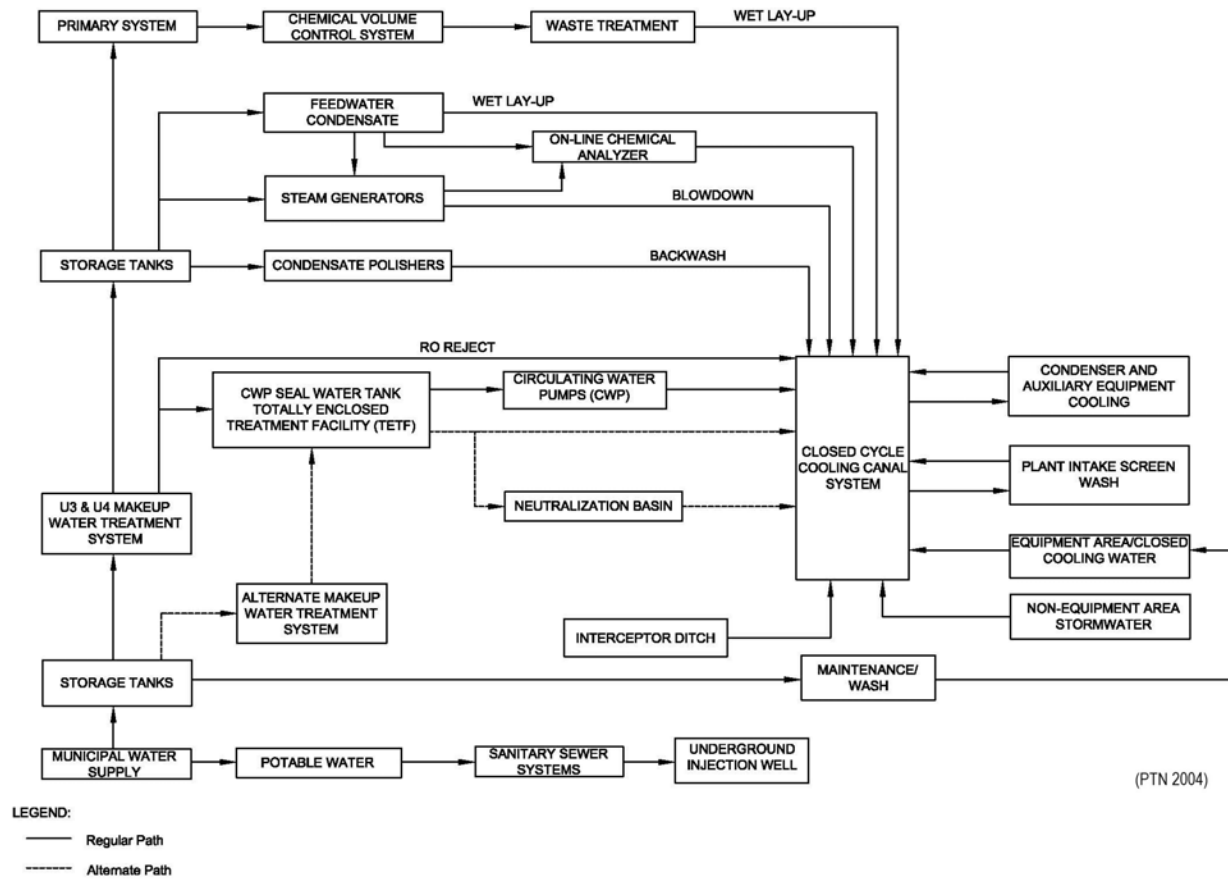 PRIMARY SYSTEM
CHEMICAL VOLUME
CONTROL SYSTEM
WASTE TREATMENT
WET LAY-UP
FEEDWATER
CONDENSATE
WET LAY-UP
ON-LINE CHEMICAL
ANALYZER
STEAM GENERATORS
BLOWDOWN
STORAGE TANKS
CONDENSATE POLISHERS
BACKWASH
RO REJECT
CWP SEAL WATER TANK
TOTALLY ENCLOSED
TREATMENT FACILITY (TETF)
CIRCULATING WATER
PUMPS (CWP)
CLOSED CYCLE
COOLING CANAL
SYSTEM
CONDENSER AND
AUXILIARY EQUIPMENT
COOLING
PLANT INTAKE SCREEN
WASH
U3 & U4 MAKEUP
WATER TREATMENT
SYSTEM
NEUTRALIZATION BASIN
EQUIPMENT AREA/CLOSED
COOLING WATER
ALTERNATE MAKEUP
WATER TREATMENT
SYSTEM
INTERCEPTOR DITCH
NON-EQUIPMENT AREA
STORMWATER
STORAGE TANKS
MAINTENANCE/
WASH
MUNICIPAL WATER
SUPPLY
POTABLE WATER
SANITARY SEWER
SYSTEMS
UNDERGROUND
INJECTION WELL
(PTN 2004)
LEGEND:
Regular Path
Alternate Path